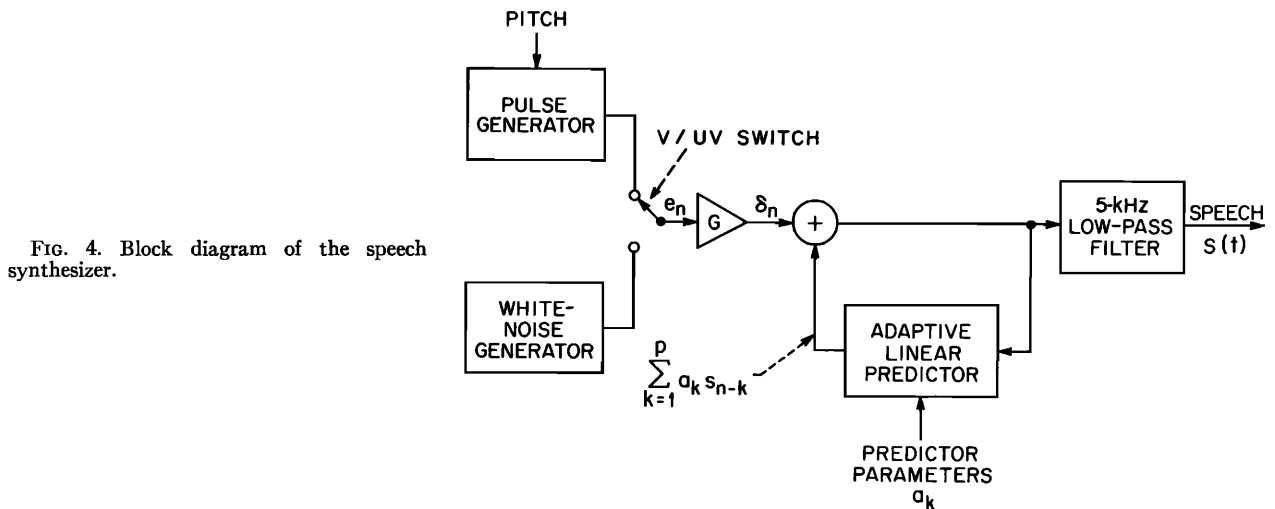 PITCH
PULSE
GENERATOR
V / UV SWITCH
e_n
G
δ_n
+
5-kHz
LOW-PASS
FILTER
SPEECH
S(t)
FIG. 4. Block diagram of the speech
synthesizer.
WHITE-
NOISE
GENERATOR
p
∑ a_k s_{n-k}
k=1
ADAPTIVE
LINEAR
PREDICTOR
PREDICTOR
PARAMETERS
a_k